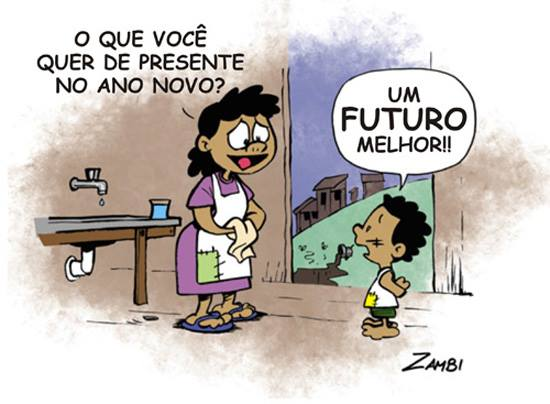 O QUE VOCÊ
QUER DE PRESENTE
NO ANO NOVO?
UM
FUTURO
MELHOR!!
ZAMBI